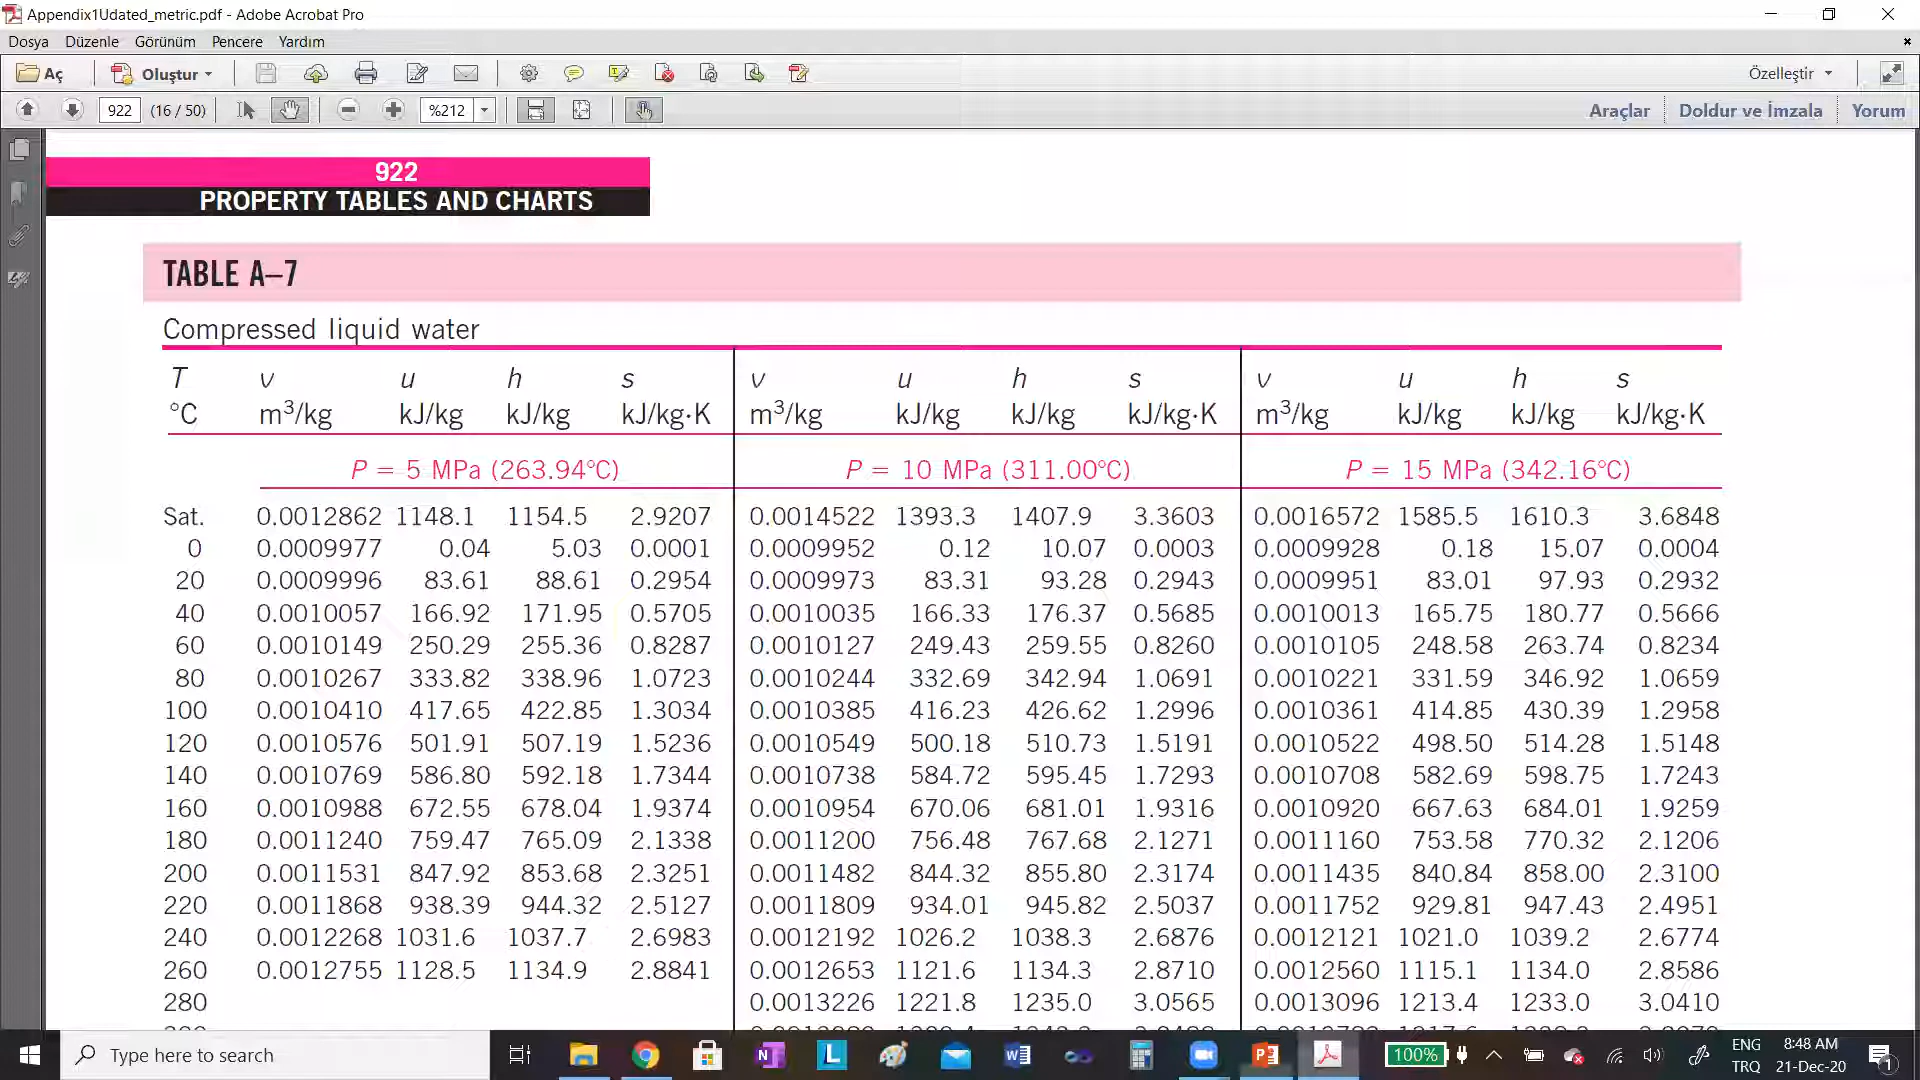 Appendix1Udated_metric.pdf - Adobe Acrobat Pro
Dosya Düzenle Görünüm Pencere Yardım
Aç Oluştur Özelleştir
922 (16 / 50) %212 Araçlar Doldur ve İmzala Yorum
922
PROPERTY TABLES AND CHARTS
TABLE A–7
Compressed liquid water
T v u h s v u h s v u h s
°C m³/kg kJ/kg kJ/kg kJ/kg·K m³/kg kJ/kg kJ/kg kJ/kg·K m³/kg kJ/kg kJ/kg kJ/kg·K
P = 5 MPa (263.94°C) P = 10 MPa (311.00°C) P = 15 MPa (342.16°C)
Sat. 0.0012862 1148.1 1154.5 2.9207 0.0014522 1393.3 1407.9 3.3603 0.0016572 1585.5 1610.3 3.6848
0 0.0009977 0.04 5.03 0.0001 0.0009952 0.12 10.07 0.0003 0.0009928 0.18 15.07 0.0004
20 0.0009996 83.61 88.61 0.2954 0.0009973 83.31 93.28 0.2943 0.0009951 83.01 97.93 0.2932
40 0.0010057 166.92 171.95 0.5705 0.0010035 166.33 176.37 0.5685 0.0010013 165.75 180.77 0.5666
60 0.0010149 250.29 255.36 0.8287 0.0010127 249.43 259.55 0.8260 0.0010105 248.58 263.74 0.8234
80 0.0010267 333.82 338.96 1.0723 0.0010244 332.69 342.94 1.0691 0.0010221 331.59 346.92 1.0659
100 0.0010410 417.65 422.85 1.3034 0.0010385 416.23 426.62 1.2996 0.0010361 414.85 430.39 1.2958
120 0.0010576 501.91 507.19 1.5236 0.0010549 500.18 510.73 1.5191 0.0010522 498.50 514.28 1.5148
140 0.0010769 586.80 592.18 1.7344 0.0010738 584.72 595.45 1.7293 0.0010708 582.69 598.75 1.7243
160 0.0010988 672.55 678.04 1.9374 0.0010954 670.06 681.01 1.9316 0.0010920 667.63 684.01 1.9259
180 0.0011240 759.47 765.09 2.1338 0.0011200 756.48 767.68 2.1271 0.0011160 753.58 770.32 2.1206
200 0.0011531 847.92 853.68 2.3251 0.0011482 844.32 855.80 2.3174 0.0011435 840.84 858.00 2.3100
220 0.0011868 938.39 944.32 2.5127 0.0011809 934.01 945.82 2.5037 0.0011752 929.81 947.43 2.4951
240 0.0012268 1031.6 1037.7 2.6983 0.0012192 1026.2 1038.3 2.6876 0.0012121 1021.0 1039.2 2.6774
260 0.0012755 1128.5 1134.9 2.8841 0.0012653 1121.6 1134.3 2.8710 0.0012560 1115.1 1134.0 2.8586
280 0.0013226 1221.8 1235.0 3.0565 0.0013096 1213.4 1233.0 3.0410
Type here to search 100% ENG 8:48 AM
TRQ 21-Dec-20 1